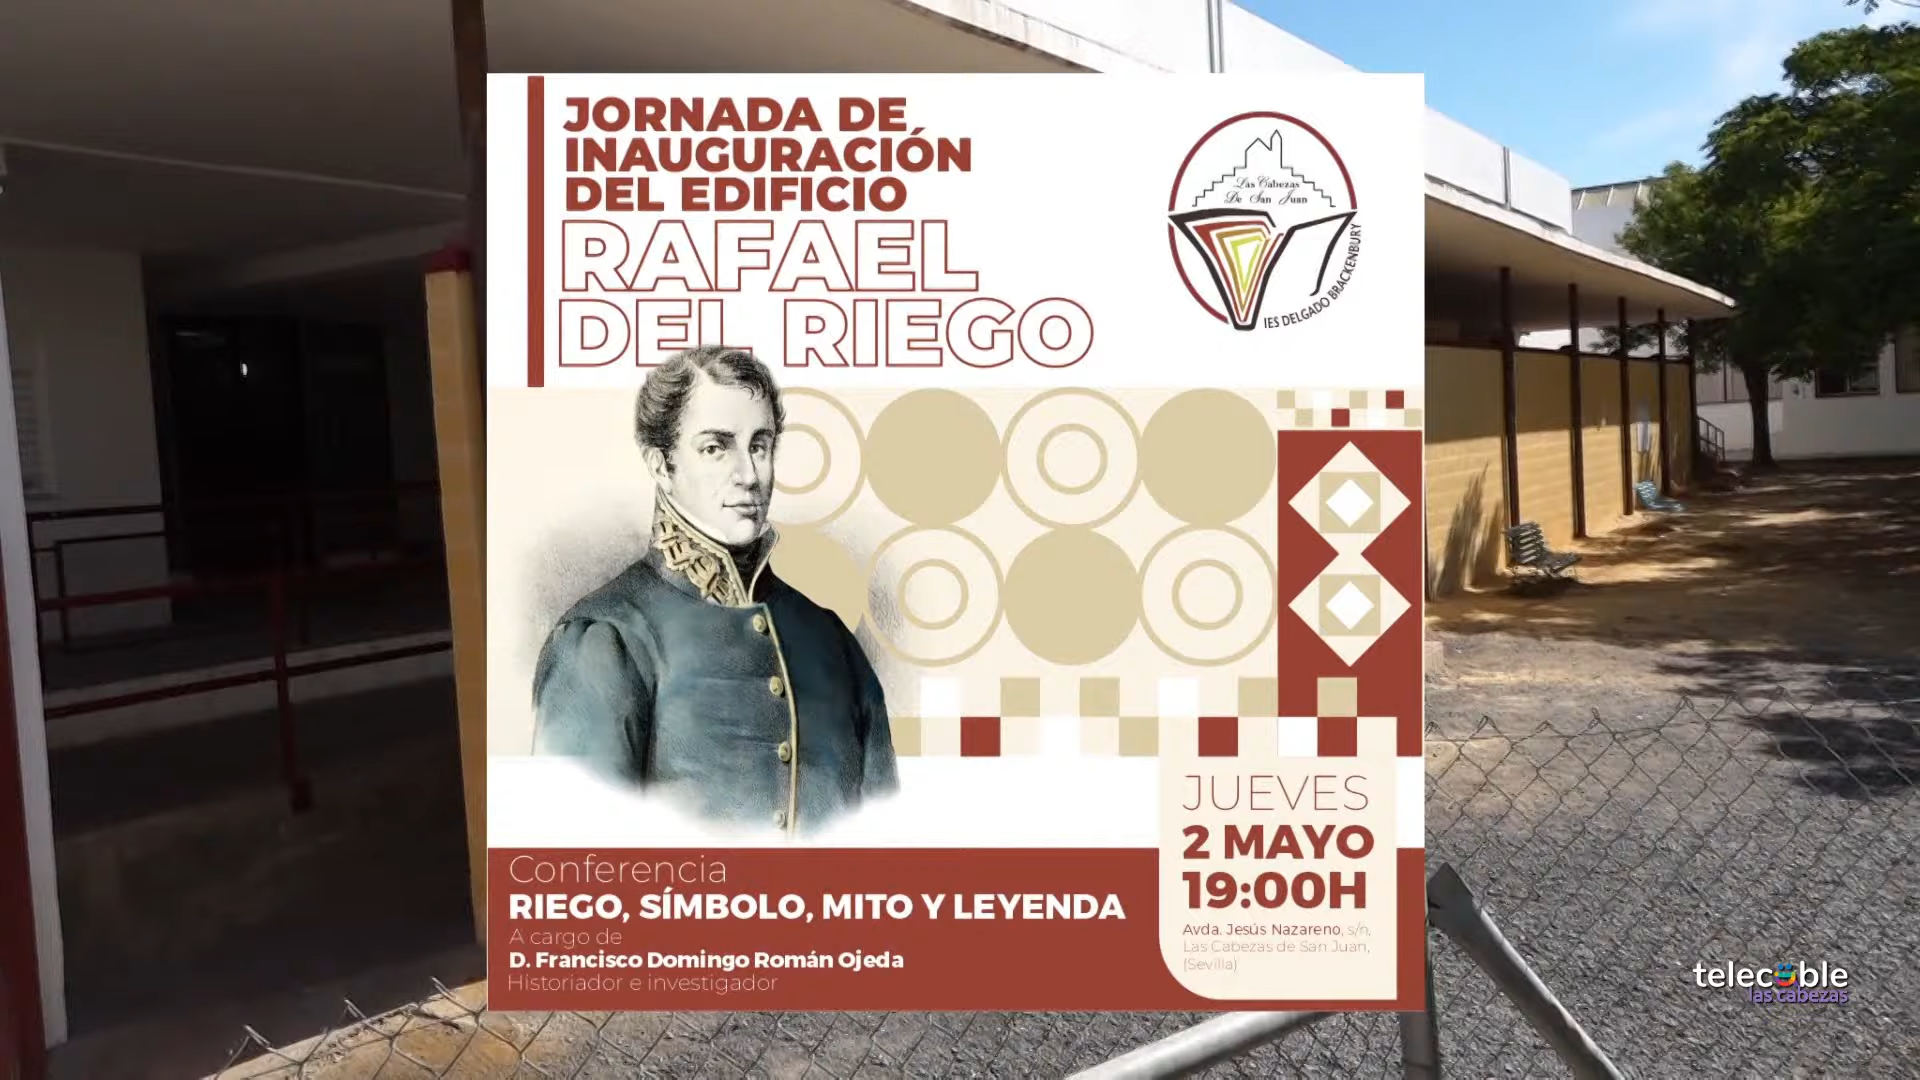 JORNADA DE
INAUGURACIÓN
DEL EDIFICIO
RAFAEL
DEL RIEGO
Las Cabezas
De San Juan
IES DELGADO BRACKENBURY
JUEVES
2 MAYO
19:00H
Avda. Jesús Nazareno, s/n,
Las Cabezas de San Juan,
(Sevilla)
Conferencia
RIEGO, SÍMBOLO, MITO Y LEYENDA
A cargo de
D. Francisco Domingo Román Ojeda
Historiador e investigador
telecable
las cabezas